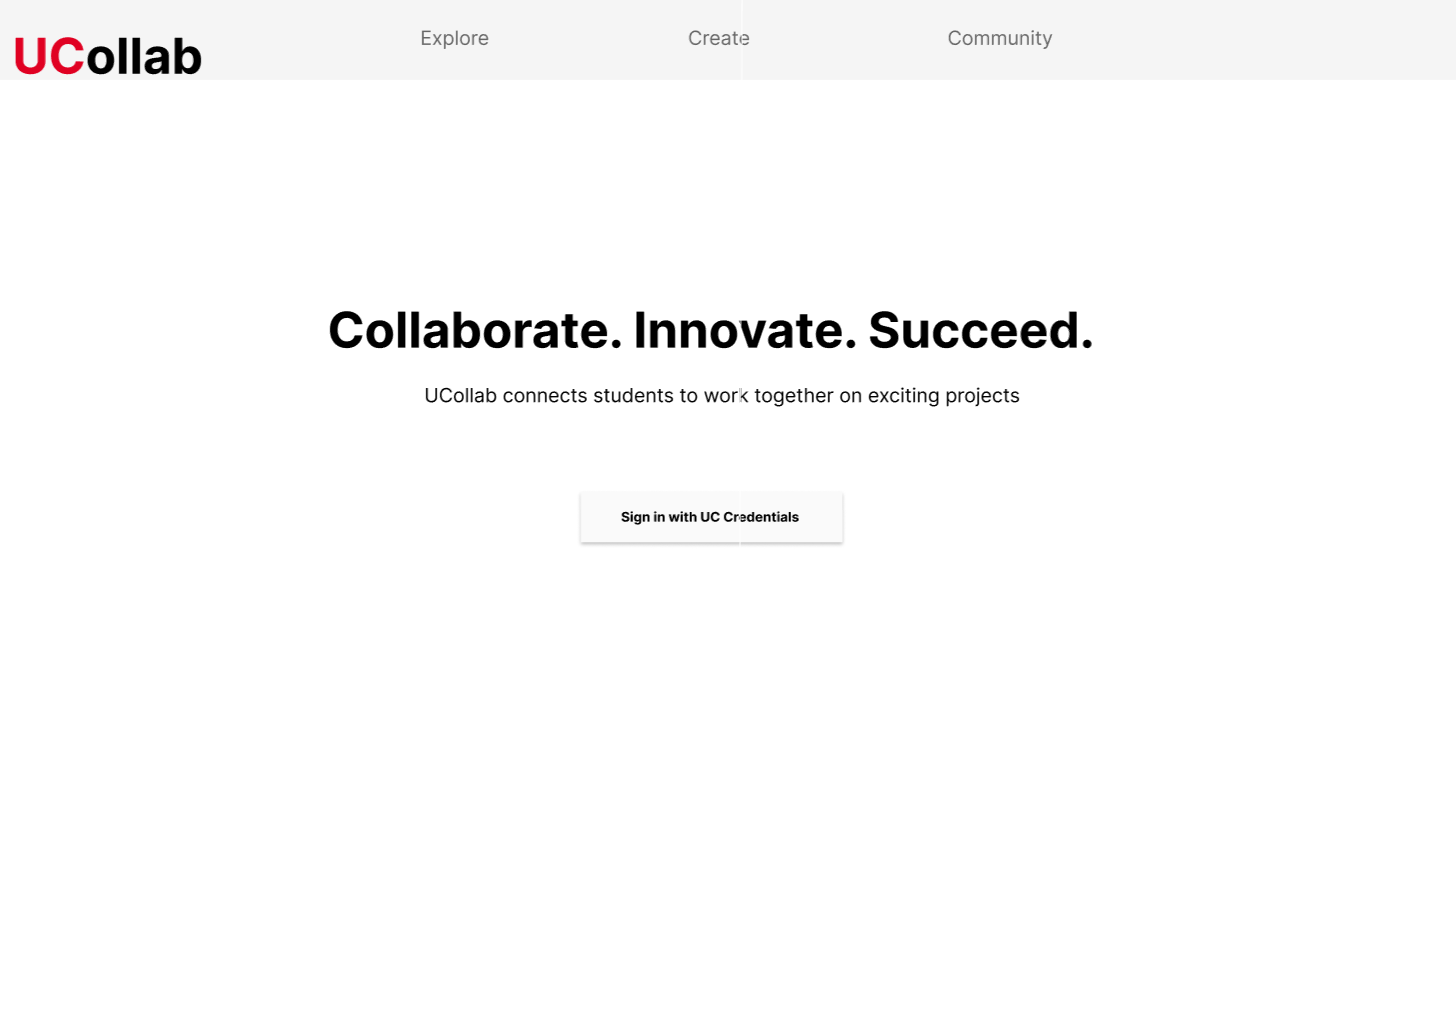 UCollab
Explore Create Community
Collaborate. Innovate. Succeed.
UCollab connects students to work together on exciting projects
Sign in with UC Credentials